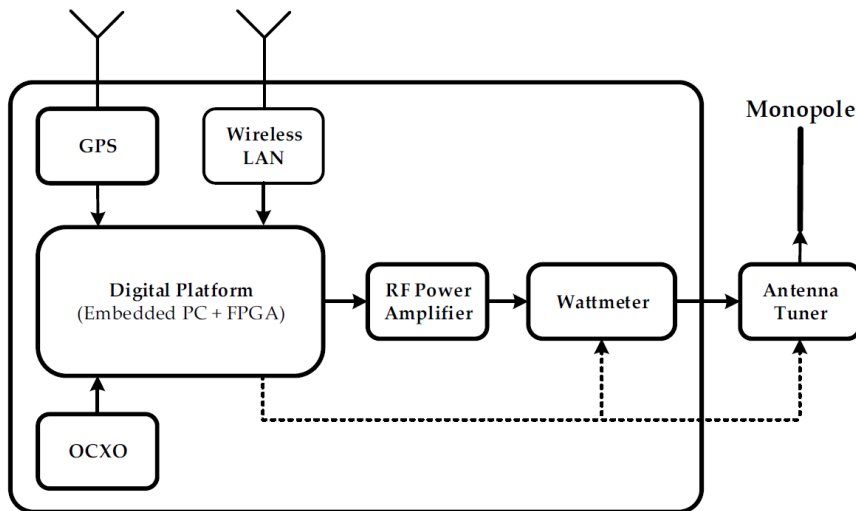 GPS
Wireless
LAN
Monopole
Digital Platform
(Embedded PC + FPGA)
RF Power
Amplifier
Wattmeter
Antenna
Tuner
OCXO